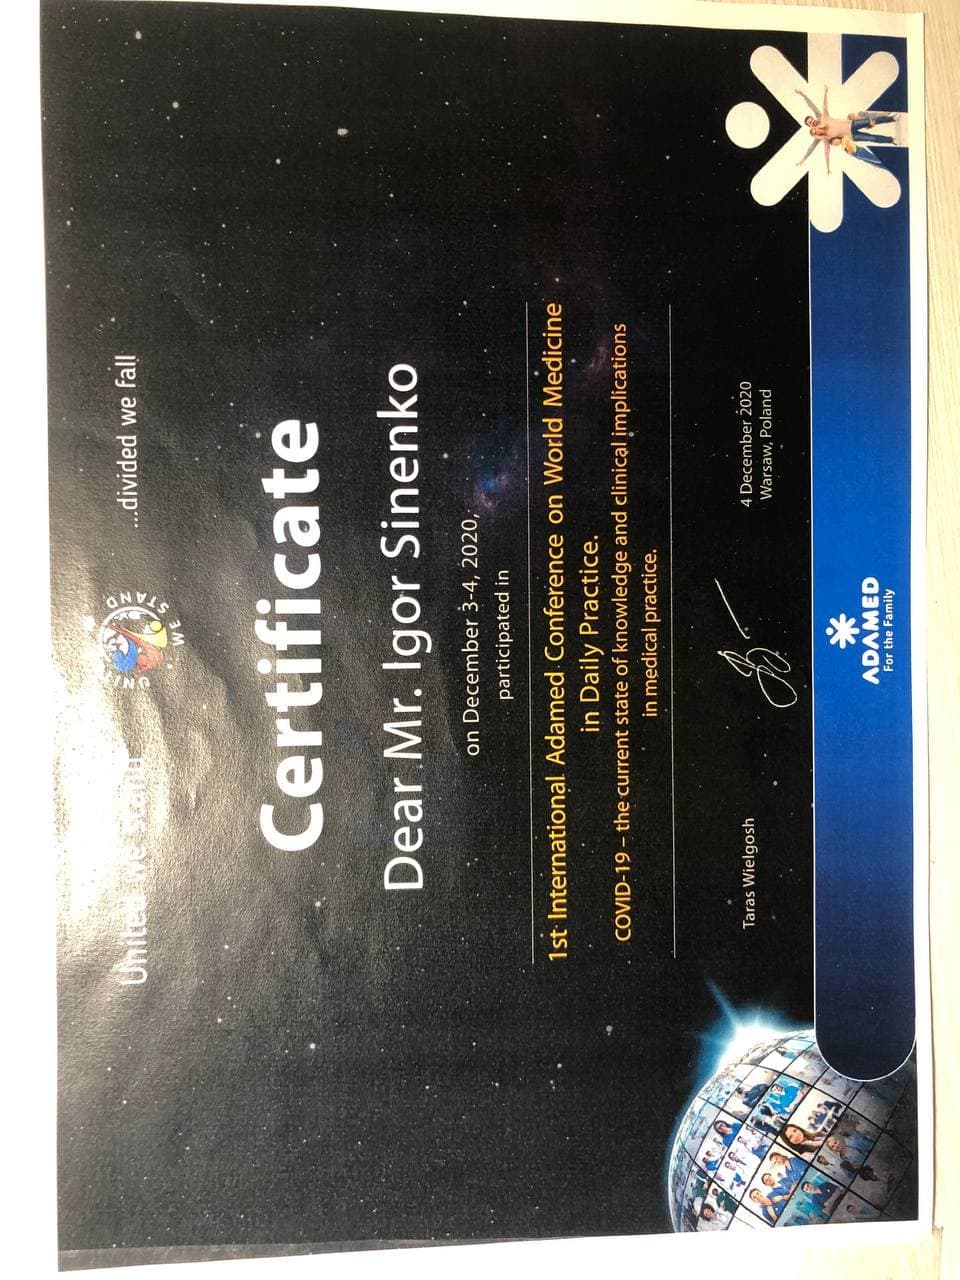 United we stand
UNITED WE STAND
...divided we fall
Certificate
Dear Mr. Igor Sinenko
on December 3-4, 2020,
participated in
1st International Adamed Conference on World Medicine
in Daily Practice.
COVID-19 – the current state of knowledge and clinical implications
in medical practice.
Taras Wielgosh
4 December 2020
Warsaw, Poland
ADAMED
For the Family